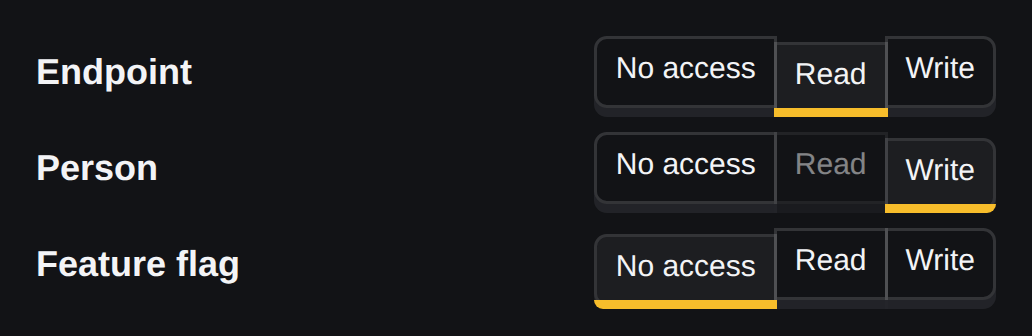 Endpoint No access Read Write
Person No access Read Write
Feature flag No access Read Write